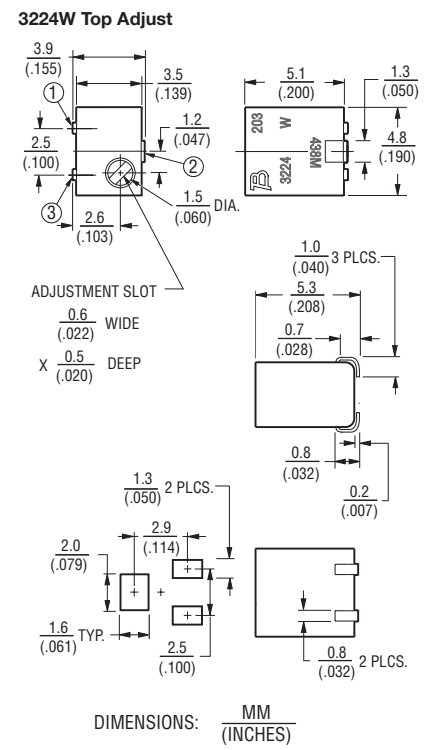 3224W Top Adjust
3.9
(.155)
3.5
(.139)
1
2.5
(.100)
3
1.2
(.047)
2
1.5
(.060) DIA.
2.6
(.103)
ADJUSTMENT SLOT
0.6
(.022) WIDE
X 0.5
(.020) DEEP
5.1
(.200)
1.3
(.050)
4.8
(.190)
203
W
3224
438M
1.0
(.040) 3 PLCS.
5.3
(.208)
0.7
(.028)
0.8
(.032)
0.2
(.007)
1.3
(.050) 2 PLCS.
2.9
(.114)
2.0
(.079)
1.6
(.061) TYP.
2.5
(.100)
0.8
(.032) 2 PLCS.
DIMENSIONS: MM
(INCHES)